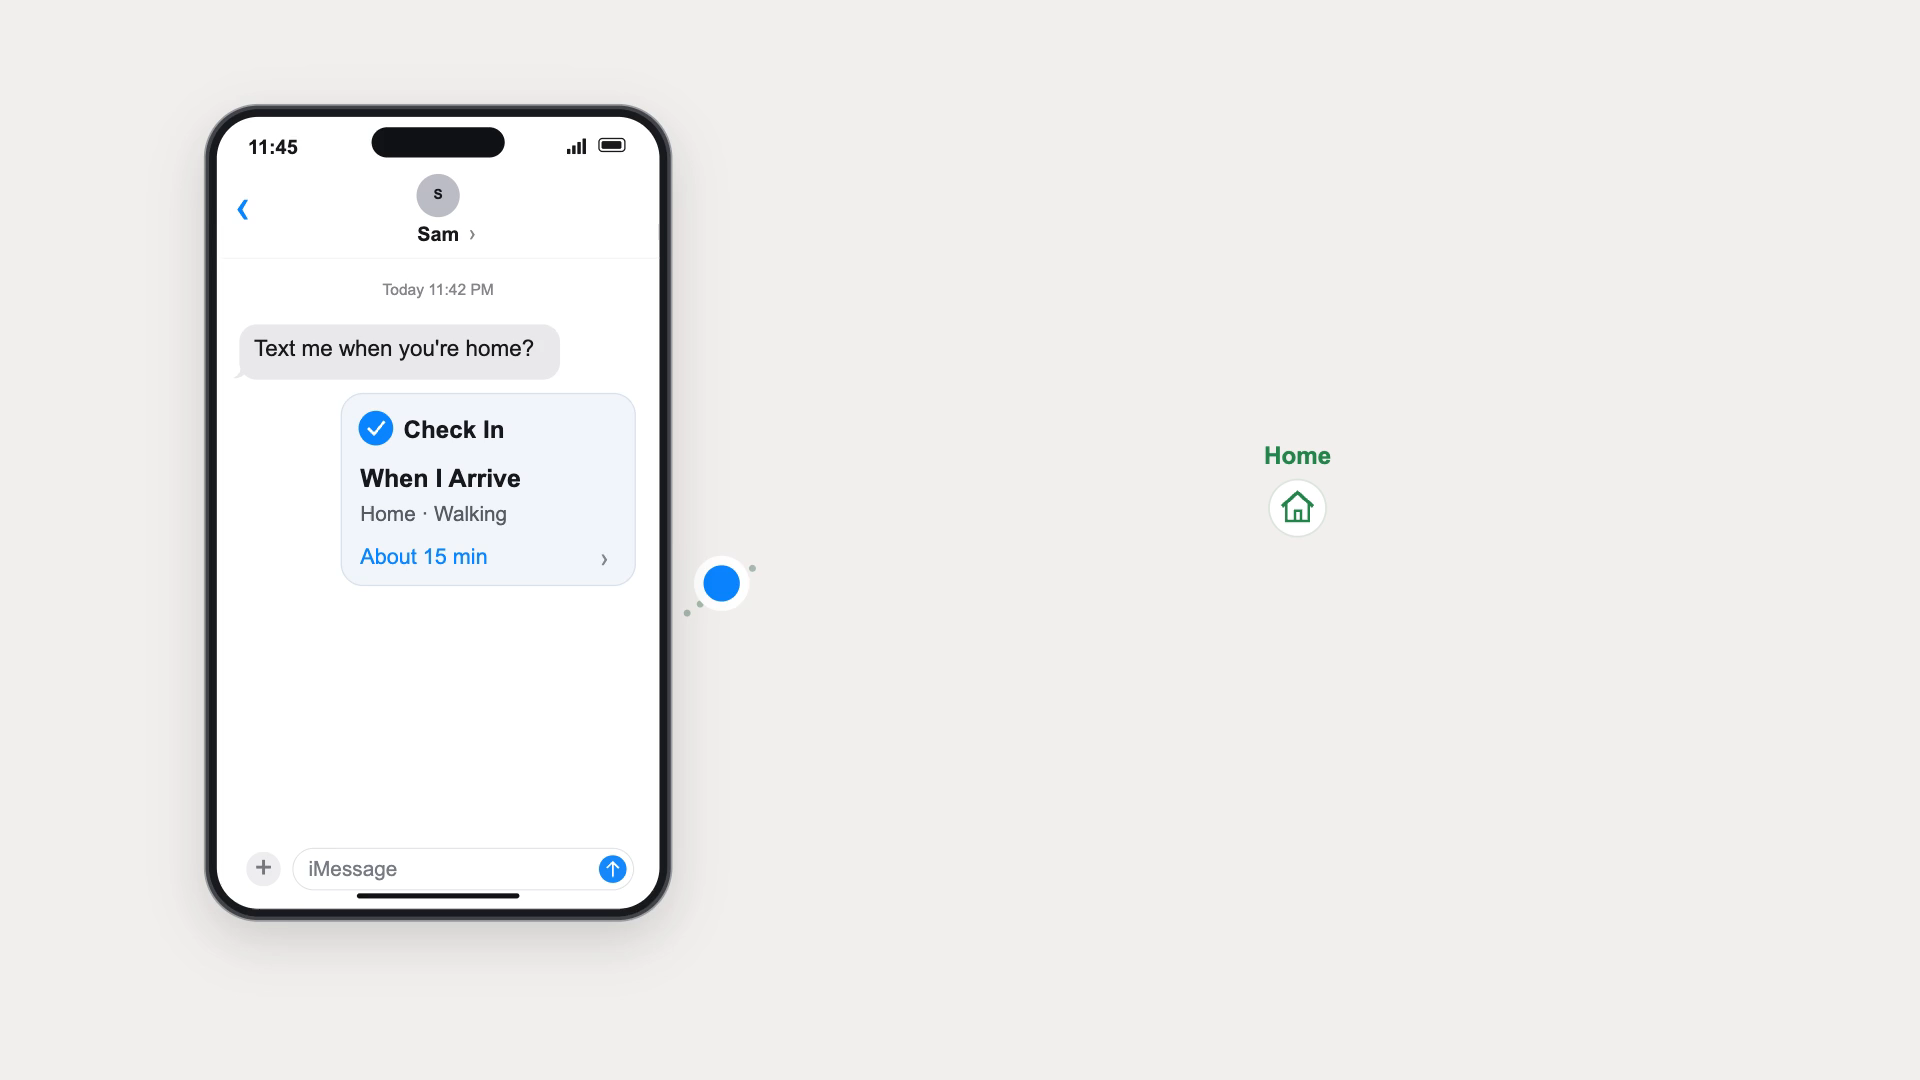 11:45
S
Sam ›
Today 11:42 PM
Text me when you're home?
Check In
When I Arrive
Home · Walking
About 15 min ›
iMessage
Home